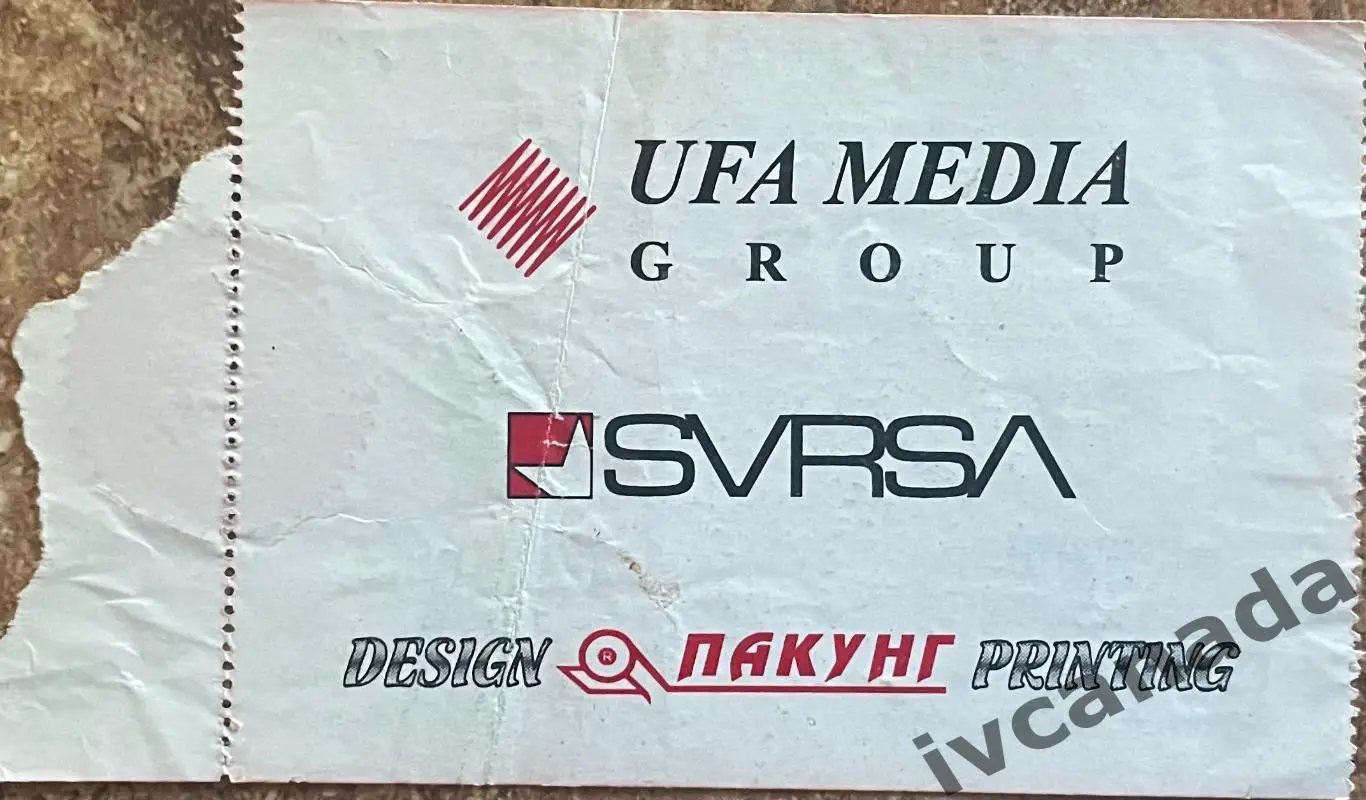 UFA MEDIA
GROUP
SVRSA
DESIGN ® ПАКУНГ PRINTING
ivcanada